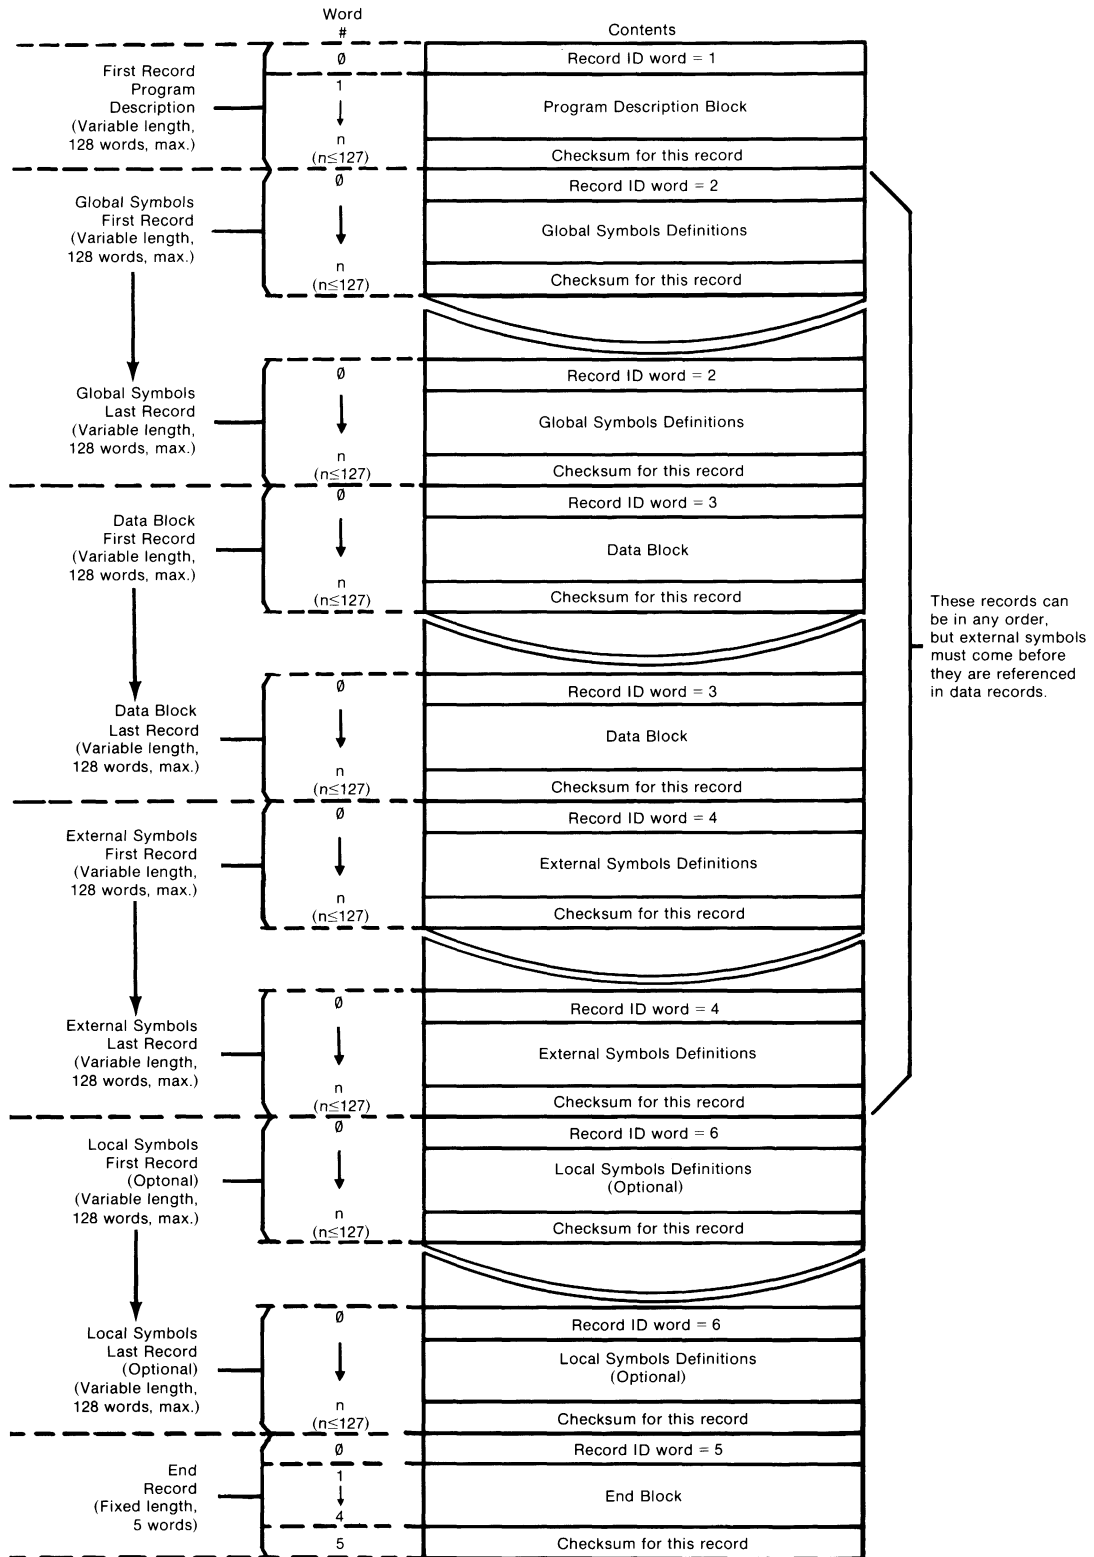 Word
#
Contents
First Record
Program
Description
(Variable length,
128 words, max.)
Ø
1
n
(n≤127)
Record ID word = 1
Program Description Block
Checksum for this record
Global Symbols
First Record
(Variable length,
128 words, max.)
Ø
n
(n≤127)
Record ID word = 2
Global Symbols Definitions
Checksum for this record
Global Symbols
Last Record
(Variable length,
128 words, max.)
Ø
n
(n≤127)
Record ID word = 2
Global Symbols Definitions
Checksum for this record
Data Block
First Record
(Variable length,
128 words, max.)
Ø
n
(n≤127)
Record ID word = 3
Data Block
Checksum for this record
These records can
be in any order,
but external symbols
must come before
they are referenced
in data records.
Data Block
Last Record
(Variable length,
128 words, max.)
Ø
n
(n≤127)
Record ID word = 3
Data Block
Checksum for this record
External Symbols
First Record
(Variable length,
128 words, max.)
Ø
n
(n≤127)
Record ID word = 4
External Symbols Definitions
Checksum for this record
External Symbols
Last Record
(Variable length,
128 words, max.)
Ø
n
(n≤127)
Record ID word = 4
External Symbols Definitions
Checksum for this record
Local Symbols
First Record
(Optonal)
(Variable length,
128 words, max.)
Ø
n
(n≤127)
Record ID word = 6
Local Symbols Definitions
(Optional)
Checksum for this record
Local Symbols
Last Record
(Optional)
(Variable length,
128 words, max.)
Ø
n
(n≤127)
Record ID word = 6
Local Symbols Definitions
(Optional)
Checksum for this record
End
Record
(Fixed length,
5 words)
Ø
1
4
5
Record ID word = 5
End Block
Checksum for this record